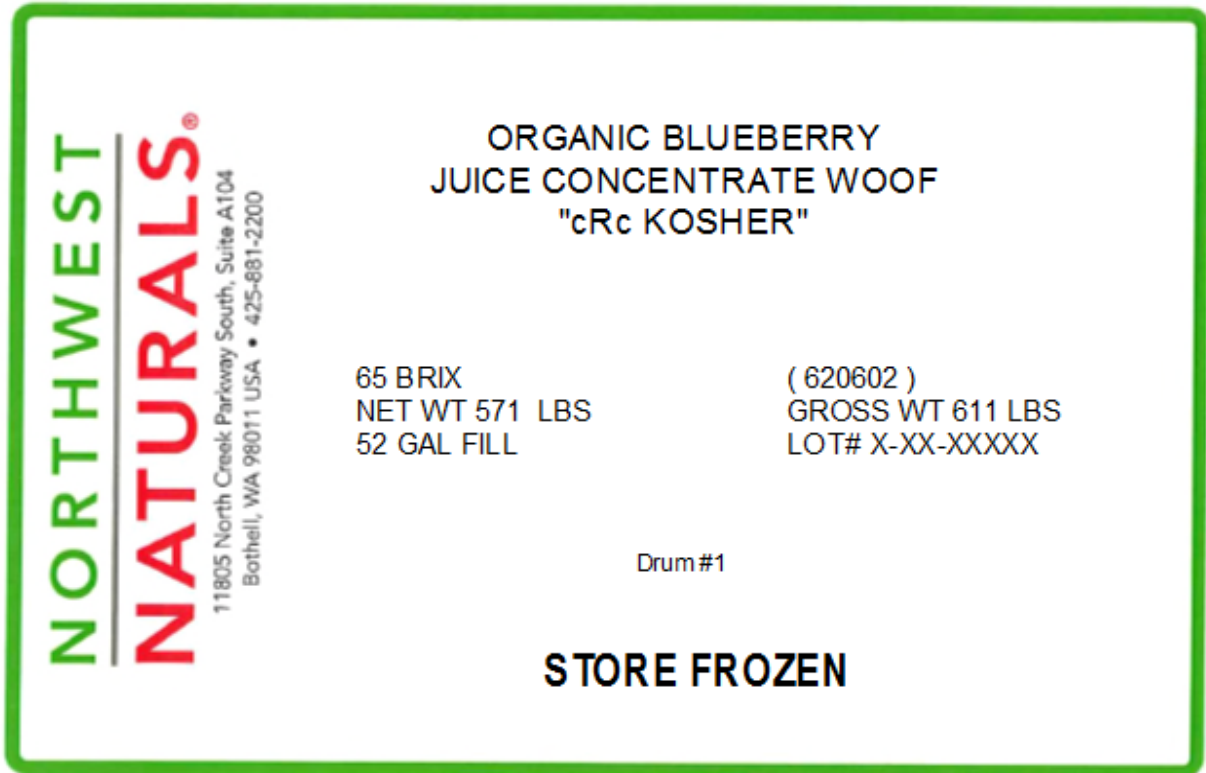 NORTHWEST
NATURALS®
11805 North Creek Parkway South, Suite A104
Bothell, WA 98011 USA • 425-881-2200
ORGANIC BLUEBERRY
JUICE CONCENTRATE WOOF
"cRc KOSHER"
65 BRIX
NET WT 571 LBS
52 GAL FILL
( 620602 )
GROSS WT 611 LBS
LOT# X-XX-XXXXX
Drum #1
STORE FROZEN